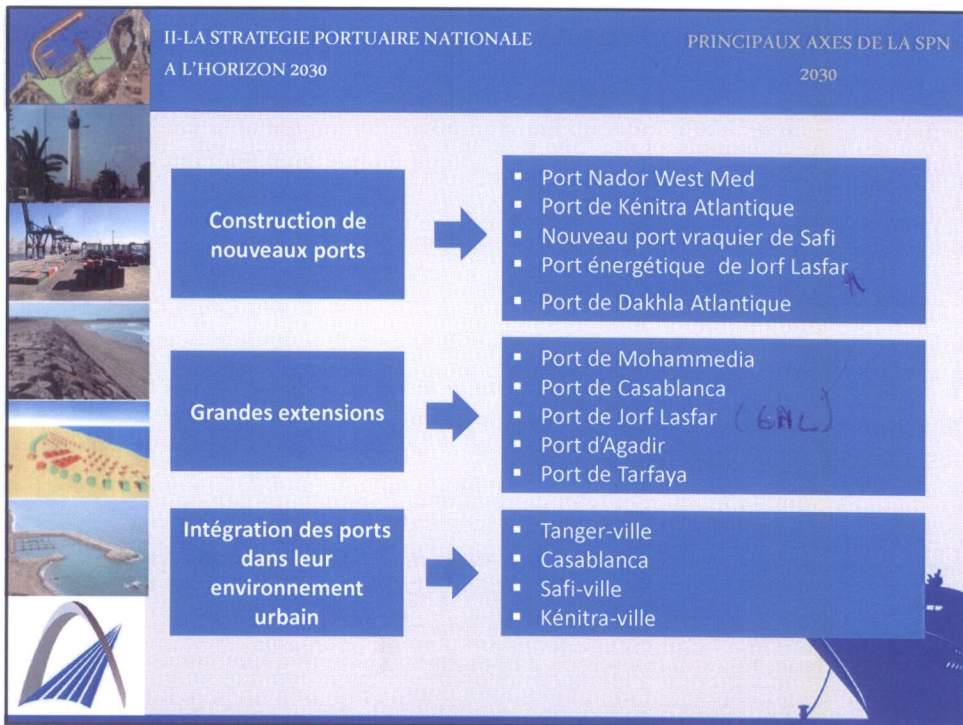 II-LA STRATEGIE PORTUAIRE NATIONALE
A L'HORIZON 2030
PRINCIPAUX AXES DE LA SPN
2030
Construction de
nouveaux ports
▪ Port Nador West Med
▪ Port de Kénitra Atlantique
▪ Nouveau port vraquier de Safi
▪ Port énergétique de Jorf Lasfar
▪ Port de Dakhla Atlantique
Grandes extensions
▪ Port de Mohammedia
▪ Port de Casablanca
▪ Port de Jorf Lasfar (GNL)
▪ Port d'Agadir
▪ Port de Tarfaya
Intégration des ports
dans leur
environnement
urbain
▪ Tanger-ville
▪ Casablanca
▪ Safi-ville
▪ Kénitra-ville